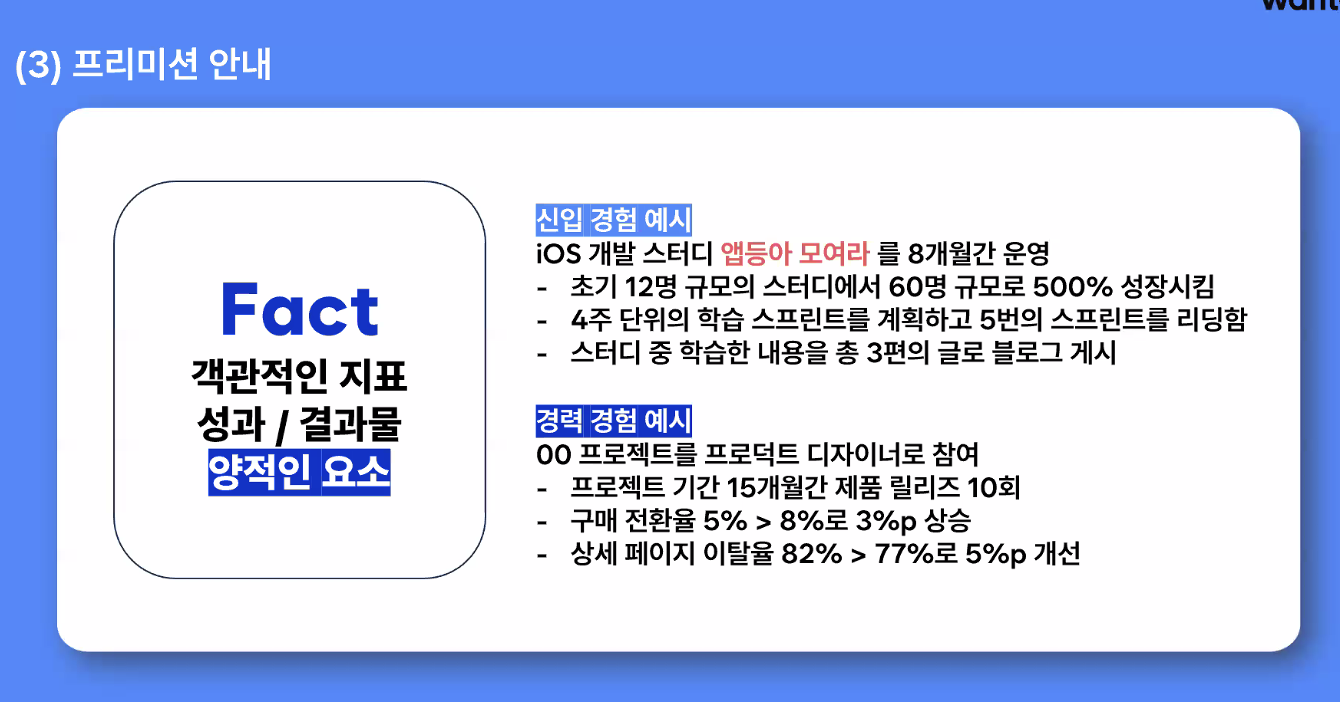 (3) 프리미션 안내
Fact
객관적인 지표
성과 / 결과물
양적인 요소
신입 경험 예시
iOS 개발 스터디 앱등아 모여라 를 8개월간 운영
- 초기 12명 규모의 스터디에서 60명 규모로 500% 성장시킴
- 4주 단위의 학습 스프린트를 계획하고 5번의 스프린트를 리딩함
- 스터디 중 학습한 내용을 총 3편의 글로 블로그 게시
경력 경험 예시
00 프로젝트를 프로덕트 디자이너로 참여
- 프로젝트 기간 15개월간 제품 릴리즈 10회
- 구매 전환율 5% > 8%로 3%p 상승
- 상세 페이지 이탈율 82% > 77%로 5%p 개선